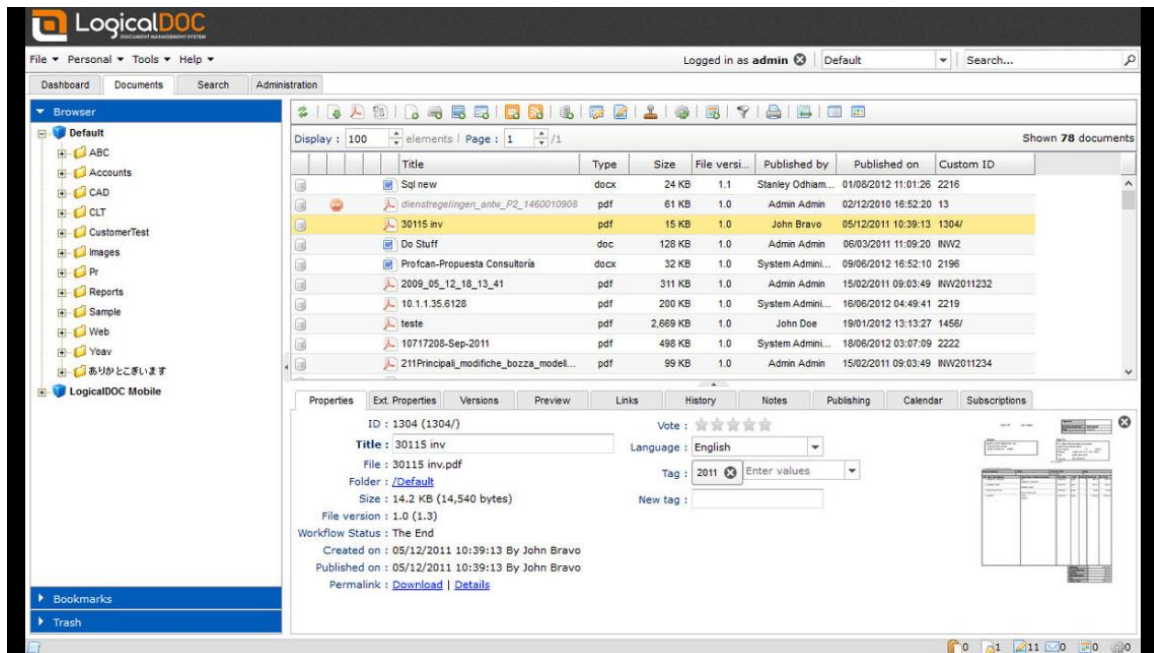 LogicalDOC
DOCUMENT MANAGEMENT SYSTEM
File Personal Tools Help Logged in as admin Default Search...
Dashboard Documents Search Administration
Browser
Default
ABC
Accounts
CAD
CLT
CustomerTest
Images
Pr
Reports
Sample
Web
Yoav
ありかとこぎいます
LogicalDOC Mobile
Bookmarks
Trash
Display : 100 elements Page : 1 /1 Shown 78 documents
Title Type Size File versi... Published by Published on Custom ID
Sql new docx 24 KB 1.1 Stanley Odhiam... 01/08/2012 11:01:26 2216
dienstregelingen_antw_P2_1460010908 pdf 61 KB 1.0 Admin Admin 02/12/2010 16:52:20 13
30115 inv pdf 15 KB 1.0 John Bravo 05/12/2011 10:39:13 1304/
Do Stuff doc 128 KB 1.0 Admin Admin 06/03/2011 11:09:20 INW2
Profcan-Propuesta Consultoría docx 32 KB 1.0 System Admini... 09/06/2012 16:52:10 2196
2009_05_12_18_13_41 pdf 311 KB 1.0 Admin Admin 15/02/2011 09:03:49 INW2011232
10.1.1.35.6128 pdf 200 KB 1.0 System Admini... 16/06/2012 04:49:41 2219
teste pdf 2,669 KB 1.0 John Doe 19/01/2012 13:13:27 1456/
10717208-Sep-2011 pdf 498 KB 1.0 System Admini... 18/06/2012 03:07:09 2222
211Principali_modifiche_bozza_modell... pdf 99 KB 1.0 Admin Admin 15/02/2011 09:03:49 INW2011234
Properties Ext. Properties Versions Preview Links History Notes Publishing Calendar Subscriptions
ID : 1304 (1304/) Vote :
Title : 30115 inv Language : English
File : 30115 inv.pdf Tag : 2011 Enter values
Folder : /Default
Size : 14.2 KB (14,540 bytes) New tag :
File version : 1.0 (1.3)
Workflow Status : The End
Created on : 05/12/2011 10:39:13 By John Bravo
Published on : 05/12/2011 10:39:13 By John Bravo
Permalink : Download | Details
0 1 11 0 0 0